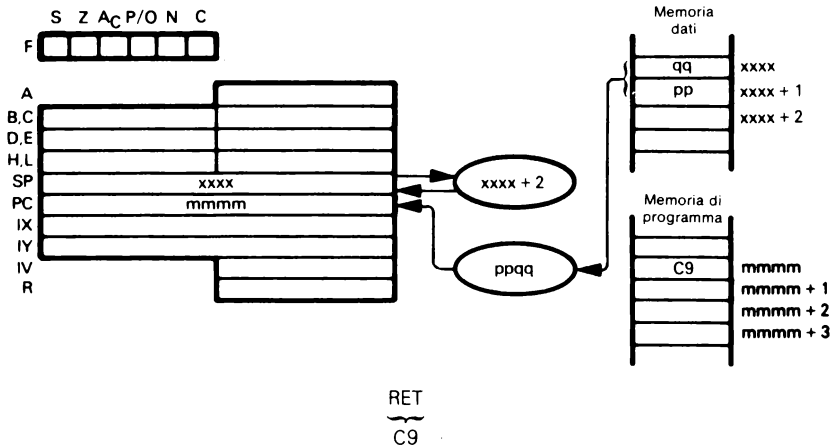 S Z AC P/O N C
F
A
B,C
D,E
H,L
SP xxxx
PC mmmm
IX
IY
IV
R
xxxx + 2
ppqq
Memoria
dati
qq xxxx
pp xxxx + 1
xxxx + 2
Memoria di
programma
C9 mmmm
mmmm + 1
mmmm + 2
mmmm + 3
RET
C9